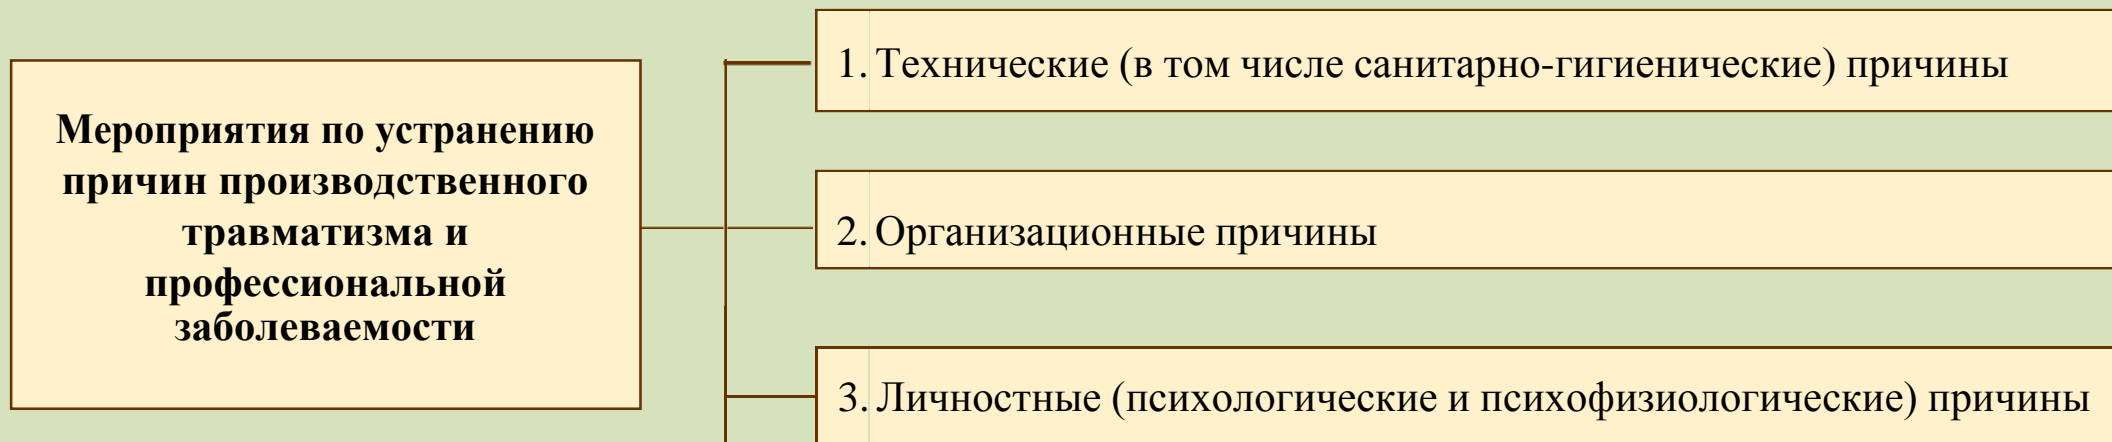 Мероприятия по устранению
причин производственного
травматизма и
профессиональной
заболеваемости
1. Технические (в том числе санитарно-гигиенические) причины
2. Организационные причины
3. Личностные (психологические и психофизиологические) причины